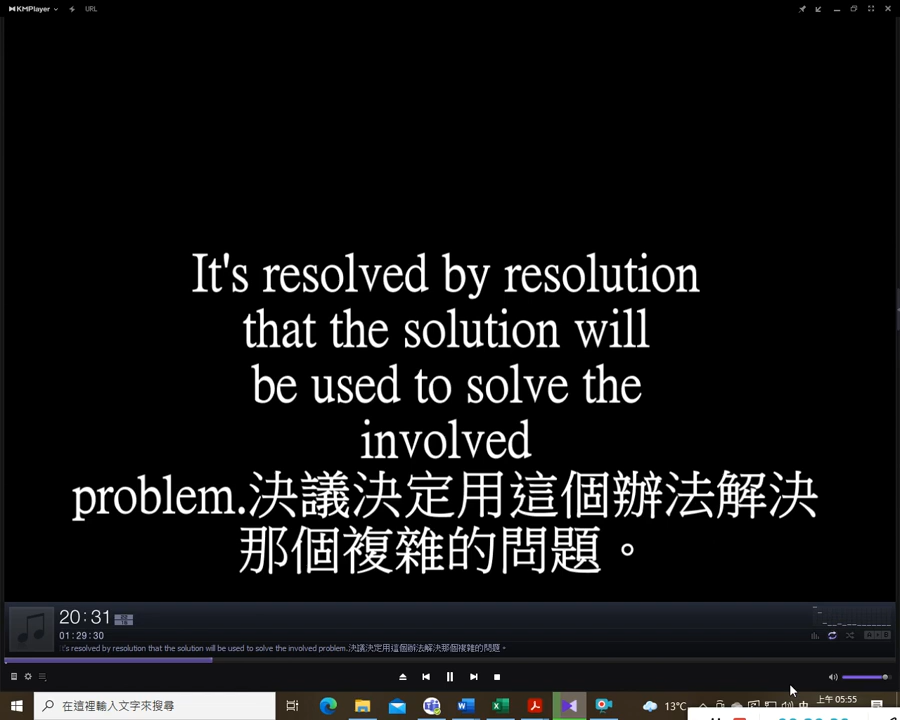 KMPlayer
URL
It's resolved by resolution
that the solution will
be used to solve the
involved
problem.決議決定用這個辦法解決
那個複雜的問題。
20:31
01:29:30
It's resolved by resolution that the solution will be used to solve the involved problem.決議決定用這個辦法解決那個複雜的問題。
在這裡輸入文字來搜尋
13°C
中
上午 05:55